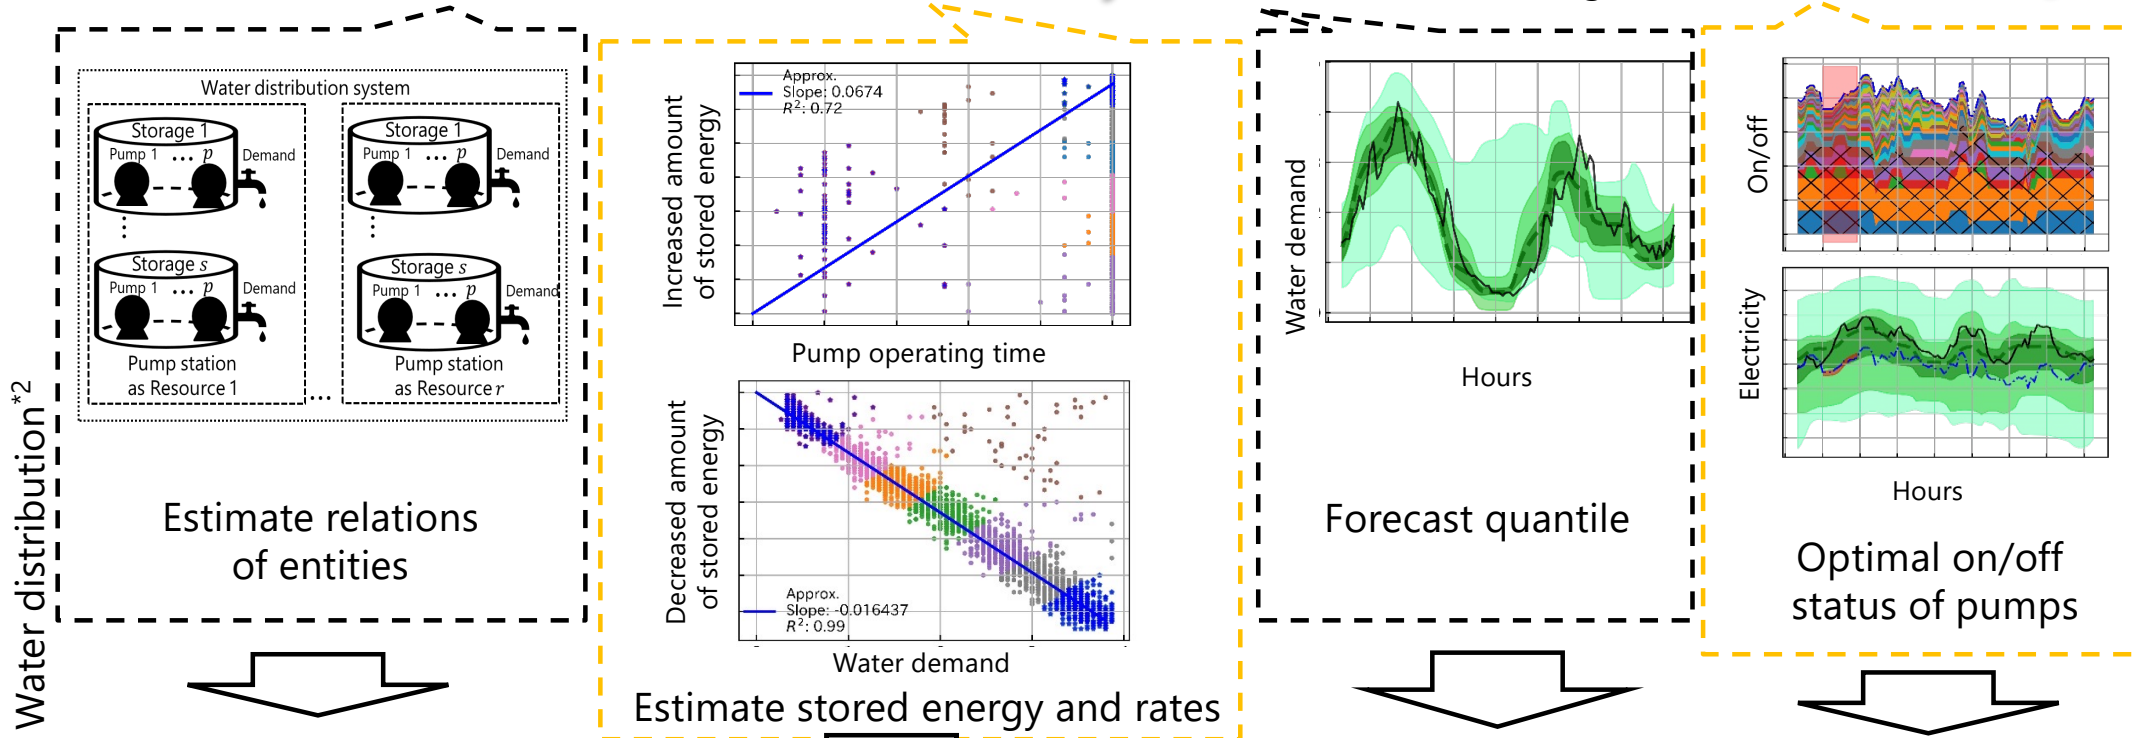 Water distribution*2
Water distribution system
Storage 1
Pump 1 ... p
Demand
Storage s
Pump 1 ... p
Demand
Pump station
as Resource 1
...
Storage 1
Pump 1 ... p
Demand
Storage s
Pump 1 ... p
Demand
Pump station
as Resource r
Estimate relations
of entities
Increased amount
of stored energy
Approx.
Slope: 0.0674
R²: 0.72
Pump operating time
Decreased amount
of stored energy
Approx.
Slope: -0.016437
R²: 0.99
Water demand
Estimate stored energy and rates
Water demand
Hours
Forecast quantile
On/off
Electricity
Hours
Optimal on/off
status of pumps